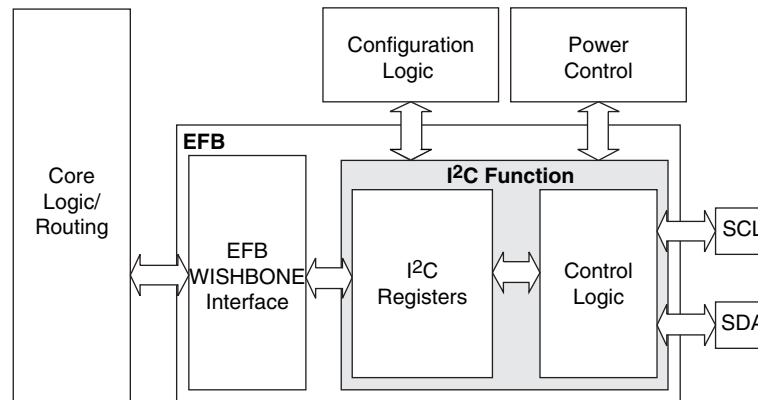 Configuration
Logic
Power
Control
EFB
I²C Function
Core
Logic/
Routing
EFB
WISHBONE
Interface
I²C
Registers
Control
Logic
SCL
SDA